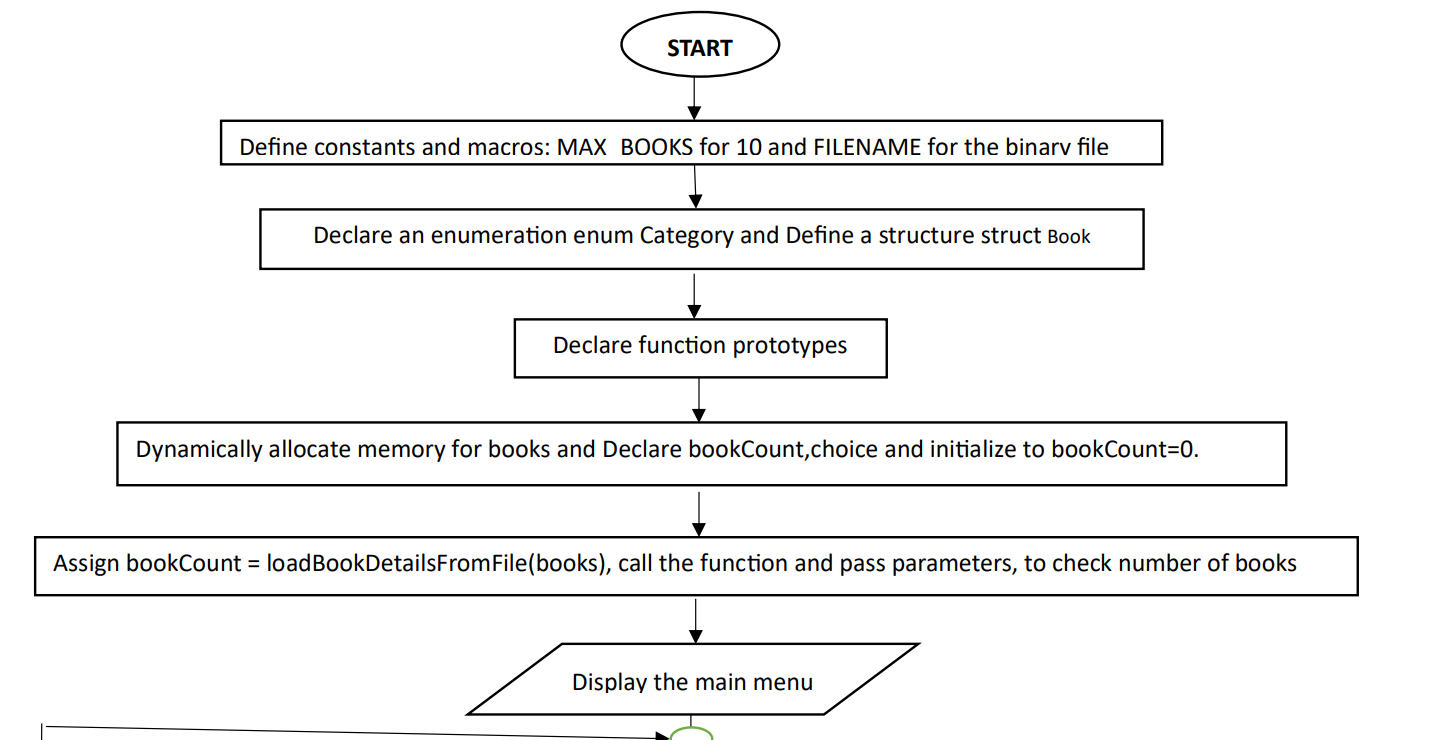 START
Define constants and macros: MAX BOOKS for 10 and FILENAME for the binary file
Declare an enumeration enum Category and Define a structure struct Book
Declare function prototypes
Dynamically allocate memory for books and Declare bookCount,choice and initialize to bookCount=0.
Assign bookCount = loadBookDetailsFromFile(books), call the function and pass parameters, to check number of books
Display the main menu